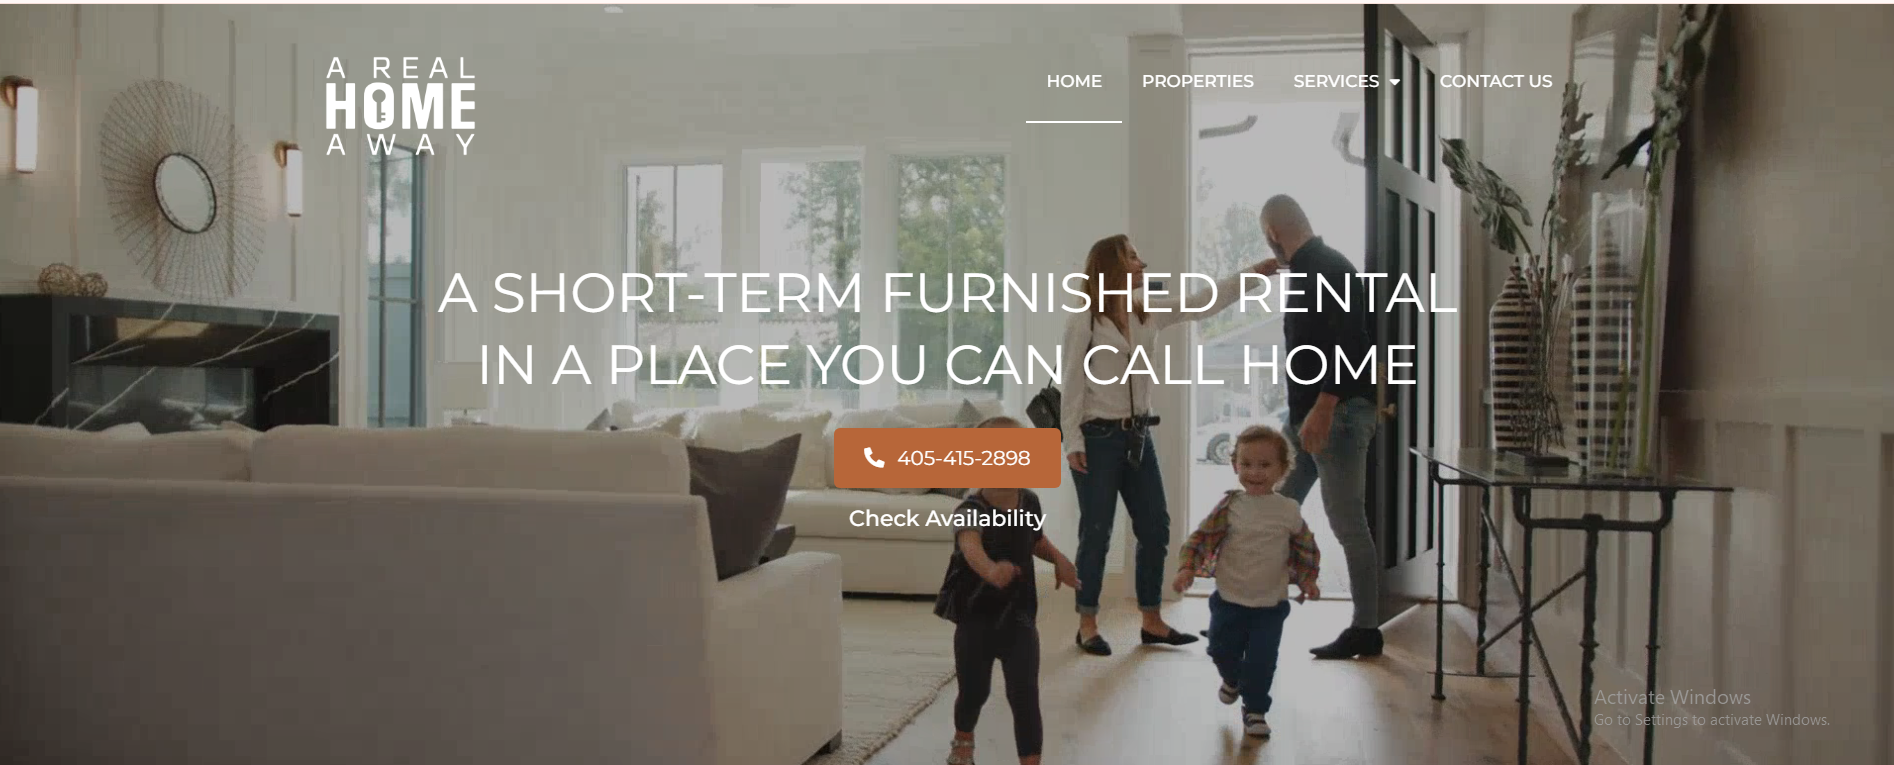 A REAL
HOME
AWAY
HOME
PROPERTIES
SERVICES
CONTACT US
A SHORT-TERM FURNISHED RENTAL
IN A PLACE YOU CAN CALL HOME
405-415-2898
Check Availability
Activate Windows
Go to Settings to activate Windows.